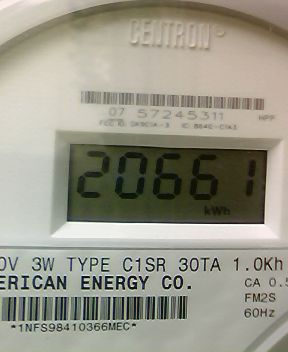 CENTRON
07 57245311 HPP
20661
kWh
0V 3W TYPE C1SR 30TA 1.0Kh
ERICAN ENERGY CO. CA 0.5
FM2S
*1NFS98410366MEC* 60Hz